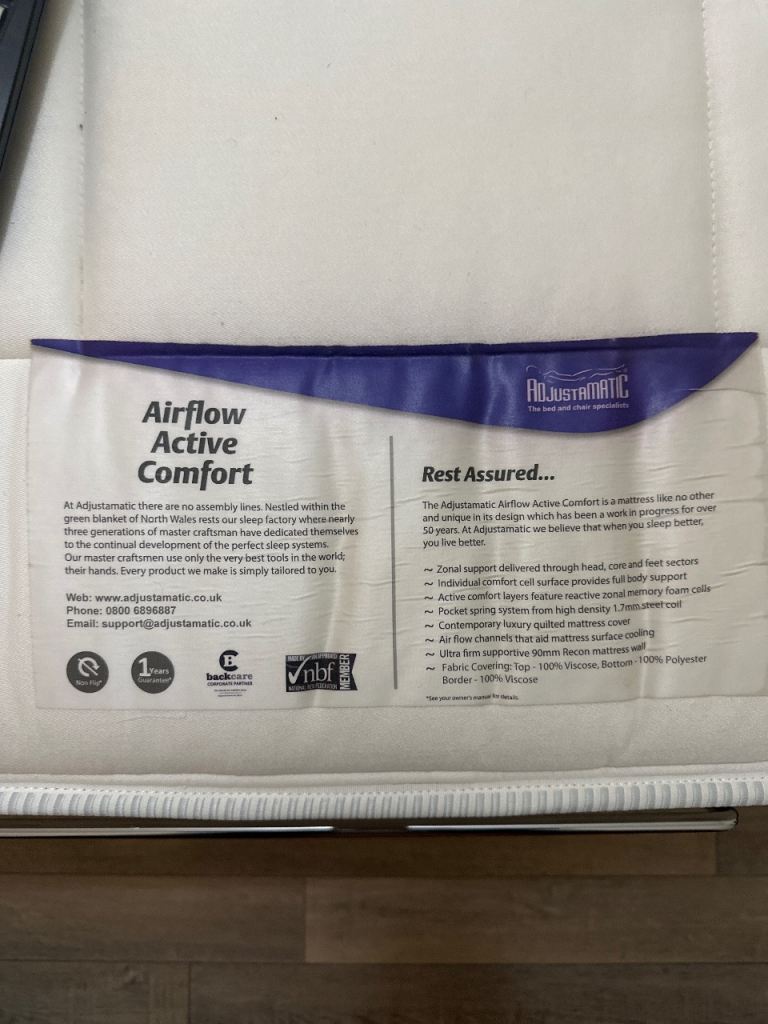 ADJUSTAMATIC
The bed and chair specialists
Airflow
Active
Comfort
At Adjustamatic there are no assembly lines. Nestled within the
green blanket of North Wales rests our sleep factory where nearly
three generations of master craftsman have dedicated themselves
to the continual development of the perfect sleep systems.
Our master craftsmen use only the very best tools in the world;
their hands. Every product we make is simply tailored to you.
Web: www.adjustamatic.co.uk
Phone: 0800 6896887
Email: support@adjustamatic.co.uk
Non Flip*
1 Years
Guarantee*
backcare
CORPORATE PARTNER
nbf
MEMBER
Rest Assured...
The Adjustamatic Airflow Active Comfort is a mattress like no other
and unique in its design which has been a work in progress for over
50 years. At Adjustamatic we believe that when you sleep better,
you live better.
~ Zonal support delivered through head, core and feet sectors
~ Individual comfort cell surface provides full body support
~ Active comfort layers feature reactive zonal memory foam cells
~ Pocket spring system from high density 1.7mm steel coil
~ Contemporary luxury quilted mattress cover
~ Air flow channels that aid mattress surface cooling
~ Ultra firm supportive 90mm Recon mattress wall
~ Fabric Covering: Top - 100% Viscose, Bottom - 100% Polyester
Border - 100% Viscose
*See your owner's manual for details.